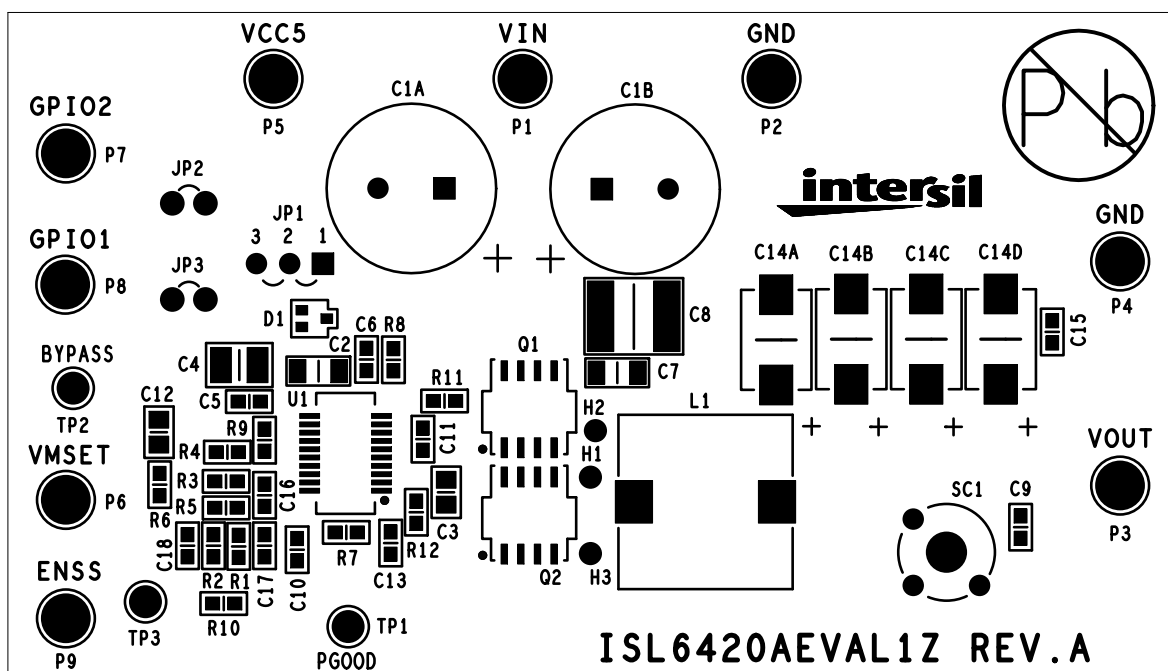 VCC5
VIN
GND
Pb
C1A
C1B
GPIO2
P5
P1
P2
P7
JP2
intersil
JP1
GND
3 2 1
GPIO1
C14A
C14B
C14C
C14D
JP3
P8
P4
D1
C6
R8
C8
C15
C2
Q1
BYPASS
C4
C7
R11
C12
C5
U1
L1
TP2
H2
R9
C11
VOUT
R4
H1
VMSET
R3
C16
SC1
C9
P6
R5
R6
C3
P3
R7
R12
C18
R2
R1
C17
C10
C13
Q2
H3
ENSS
R10
TP3
TP1
P9
PGOOD
ISL6420AEVAL1Z REV.A